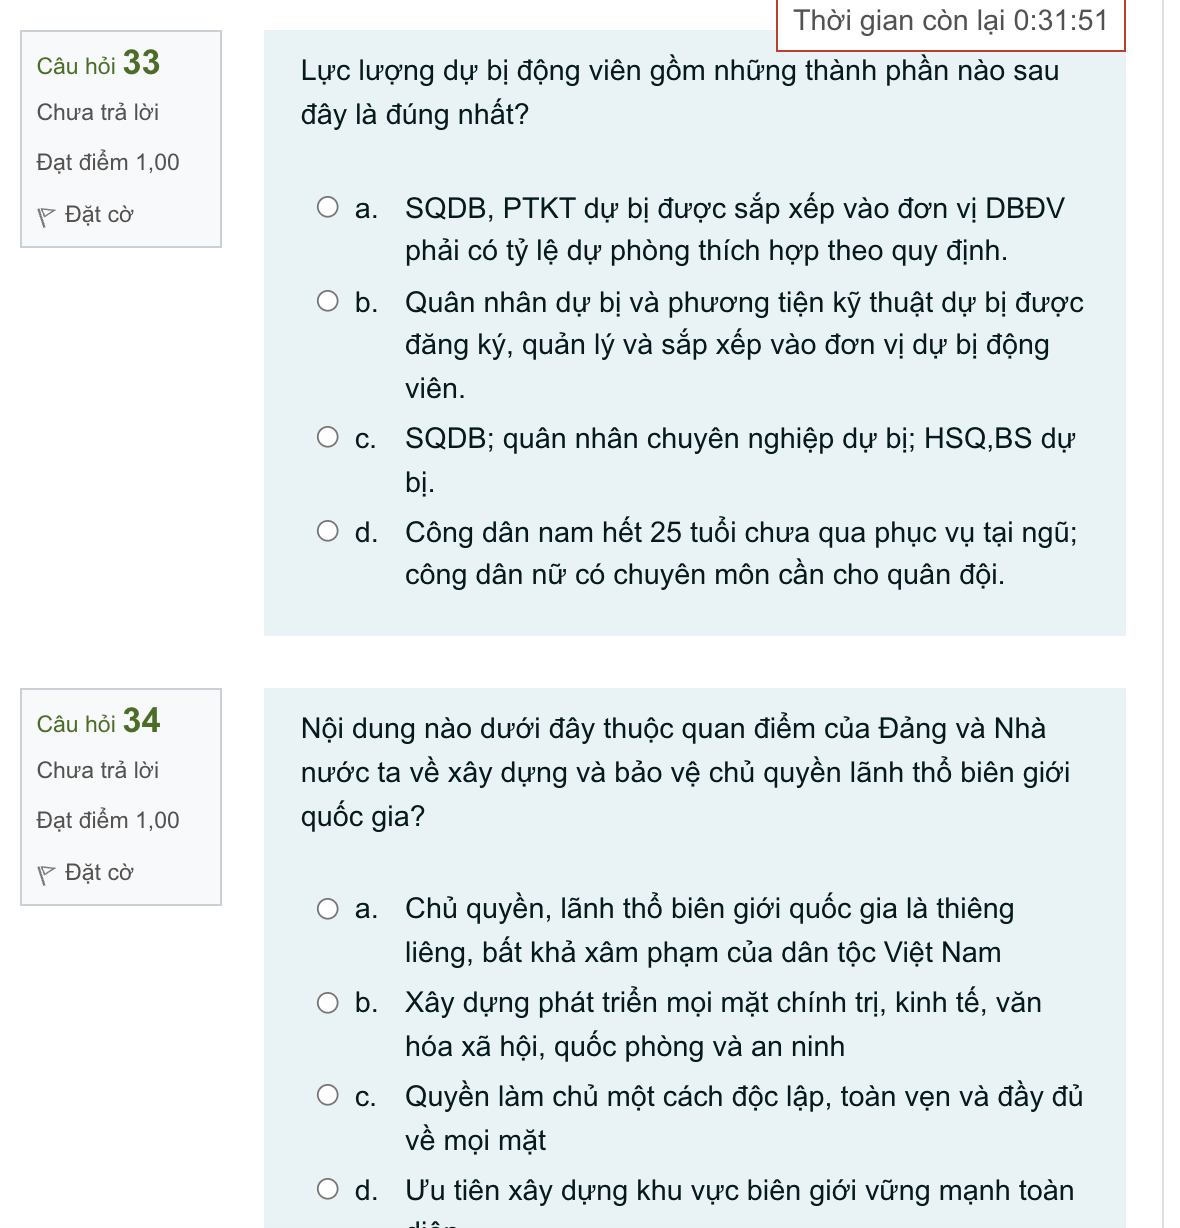 Thời gian còn lại 0:31:51
Câu hỏi 33
Chưa trả lời
Đạt điểm 1,00
Đặt cờ
Lực lượng dự bị động viên gồm những thành phần nào sau
đây là đúng nhất?
a. SQDB, PTKT dự bị được sắp xếp vào đơn vị DBĐV
phải có tỷ lệ dự phòng thích hợp theo quy định.
b. Quân nhân dự bị và phương tiện kỹ thuật dự bị được
đăng ký, quản lý và sắp xếp vào đơn vị dự bị động
viên.
c. SQDB; quân nhân chuyên nghiệp dự bị; HSQ,BS dự
bị.
d. Công dân nam hết 25 tuổi chưa qua phục vụ tại ngũ;
công dân nữ có chuyên môn cần cho quân đội.
Câu hỏi 34
Chưa trả lời
Đạt điểm 1,00
Đặt cờ
Nội dung nào dưới đây thuộc quan điểm của Đảng và Nhà
nước ta về xây dựng và bảo vệ chủ quyền lãnh thổ biên giới
quốc gia?
a. Chủ quyền, lãnh thổ biên giới quốc gia là thiêng
liêng, bất khả xâm phạm của dân tộc Việt Nam
b. Xây dựng phát triển mọi mặt chính trị, kinh tế, văn
hóa xã hội, quốc phòng và an ninh
c. Quyền làm chủ một cách độc lập, toàn vẹn và đầy đủ
về mọi mặt
d. Ưu tiên xây dựng khu vực biên giới vững mạnh toàn